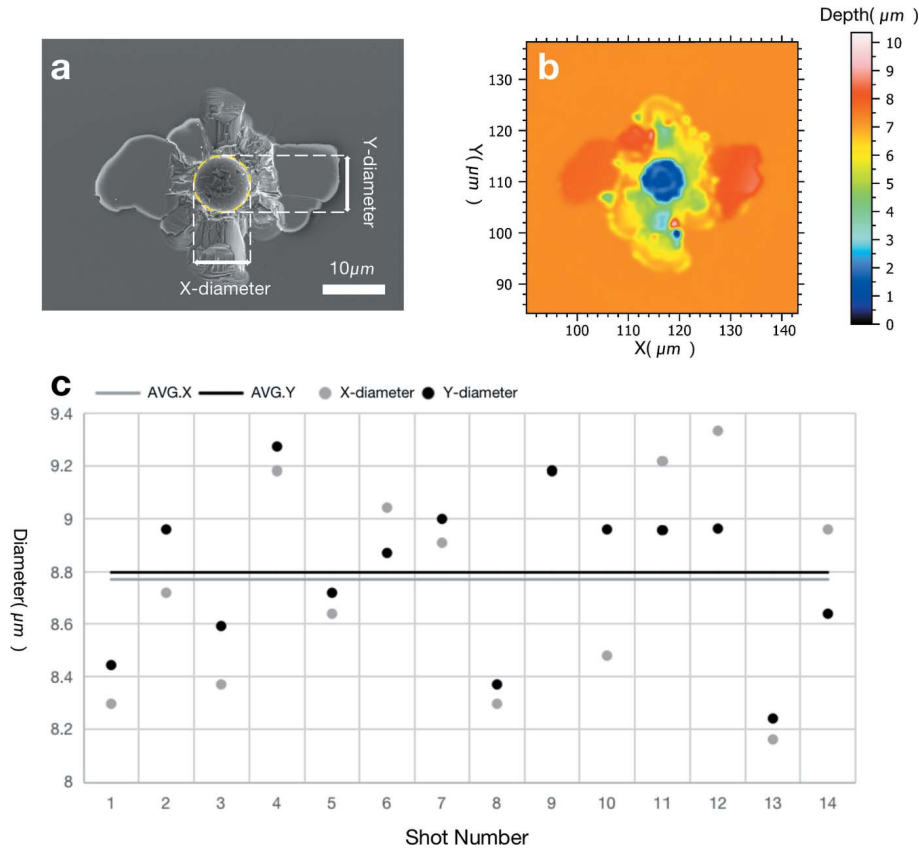 a
Y-diameter
X-diameter
10μm
b
Depth( μm )
130
120
110
100
90
Y( μm )
100 110 120 130 140
X( μm )
10
9
8
7
6
5
4
3
2
1
0
c
AVG.X AVG.Y X-diameter Y-diameter
9.4
9.2
9
8.8
8.6
8.4
8.2
8
Diameter( μm )
1 2 3 4 5 6 7 8 9 10 11 12 13 14
Shot Number